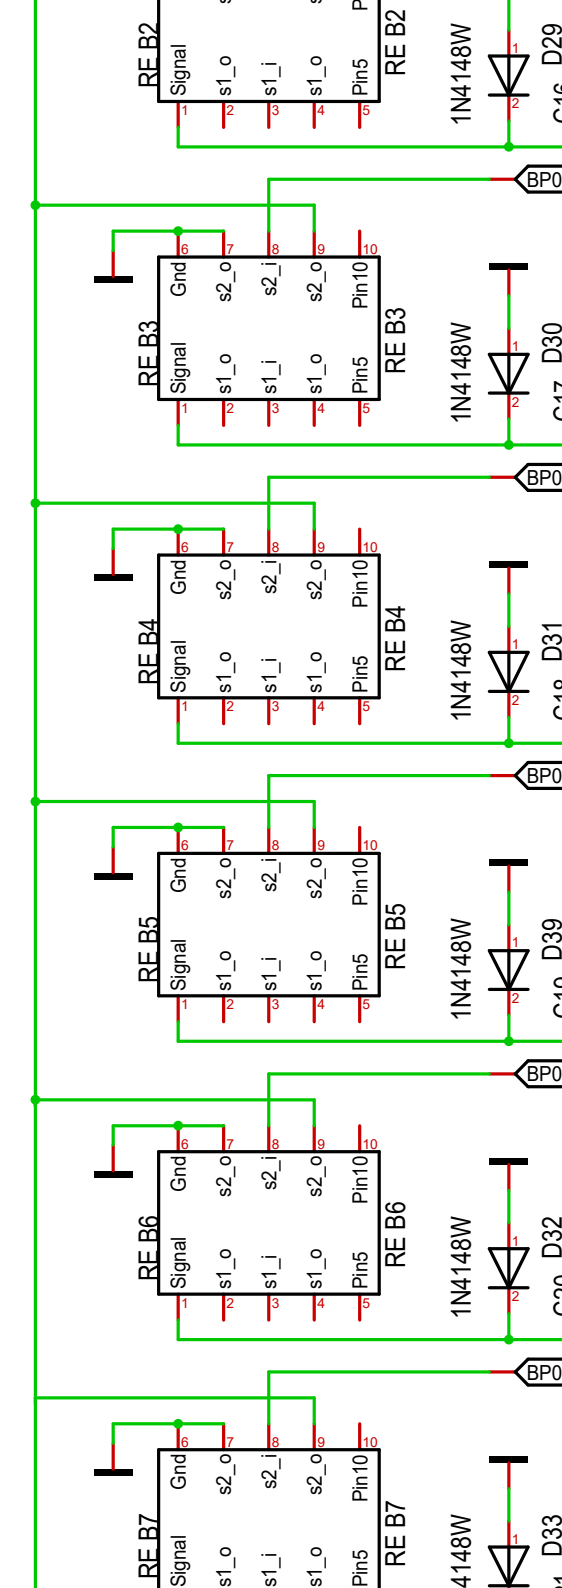 RE B2
Signal
s1_i
s1_o
Pin5
RE B2
1N4148W
D29
1
2
1
2
3
4
5
BP0
6
7
8
9
10
Gnd
s2_o
s2_i
s2_o
Pin10
RE B3
Signal
s1_o
s1_i
s1_o
Pin5
RE B3
1
2
3
4
5
1N4148W
D30
1
2
BP0
6
7
8
9
10
Gnd
s2_o
s2_i
s2_o
Pin10
RE B4
Signal
s1_o
s1_i
s1_o
Pin5
RE B4
1
2
3
4
5
1N4148W
D31
1
2
BP0
6
7
8
9
10
Gnd
s2_o
s2_i
s2_o
Pin10
RE B5
Signal
s1_o
s1_i
s1_o
Pin5
RE B5
1
2
3
4
5
1N4148W
D39
1
2
BP0
6
7
8
9
10
Gnd
s2_o
s2_i
s2_o
Pin10
RE B6
Signal
s1_o
s1_i
s1_o
Pin5
RE B6
1
2
3
4
5
1N4148W
D32
1
2
BP0
6
7
8
9
10
Gnd
s2_o
s2_i
s2_o
Pin10
RE B7
Signal
s1_o
s1_i
s1_o
Pin5
RE B7
4148W
D33
1